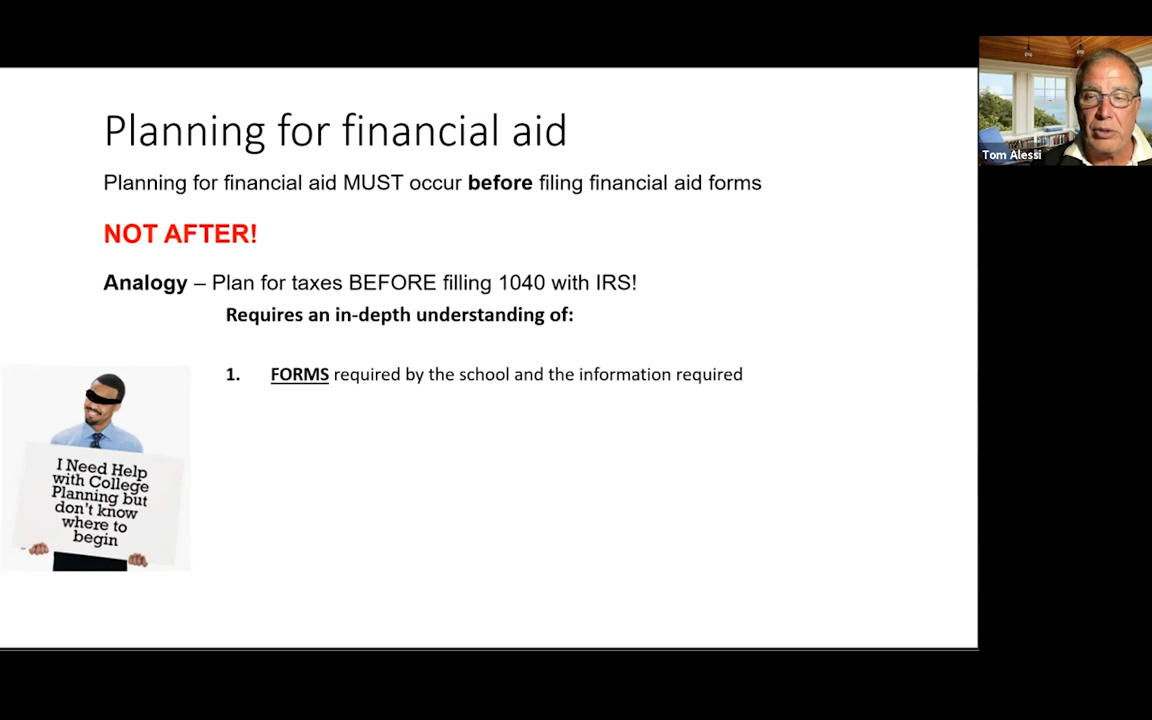 Planning for financial aid
Planning for financial aid MUST occur before filing financial aid forms
NOT AFTER!
Analogy – Plan for taxes BEFORE filling 1040 with IRS!
Requires an in-depth understanding of:
1. FORMS required by the school and the information required
I Need Help
with College
Planning but
don't know
where to
begin
Tom Alessi